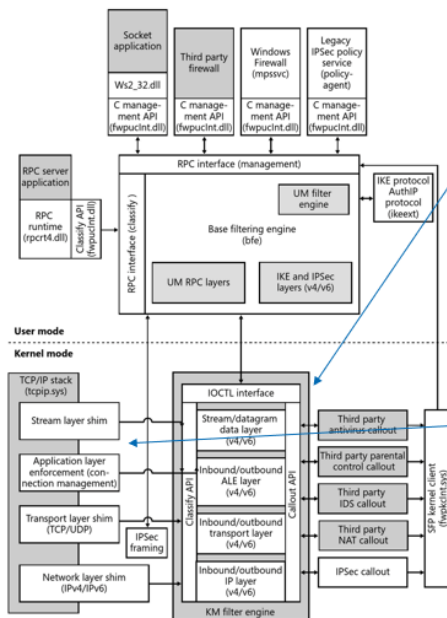 Socket
application
Ws2_32.dll
C manage-
ment API
(fwpuclnt.dll)
Third party
firewall
C manage-
ment API
(fwpuclnt.dll)
Windows
Firewall
(mpssvc)
C manage-
ment API
(fwpuclnt.dll)
Legacy
IPSec policy
service
(policy-
agent)
C manage-
ment API
(fwpuclnt.dll)
RPC server
application
RPC
runtime
(rpcrt4.dll)
Classify API
(fwpuclnt.dll)
RPC interface (management)
RPC interface (classify)
UM filter
engine
Base filtering engine
(bfe)
UM RPC layers
IKE and IPSec
layers (v4/v6)
IKE protocol
AuthIP
protocol
(ikeext)
User mode
Kernel mode
TCP/IP stack
(tcpip.sys)
Stream layer shim
Application layer
enforcement (con-
nection management)
Transport layer shim
(TCP/UDP)
Network layer shim
(IPv4/IPv6)
IPSec
framing
IOCTL interface
Classify API
Stream/datagram
data layer
(v4/v6)
Inbound/outbound
ALE layer
(v4/v6)
Inbound/outbound
transport layer
(v4/v6)
Inbound/outbound
IP layer
(v4/v6)
Callout API
KM filter engine
Third party
antivirus callout
Third party parental
control callout
Third party
IDS callout
Third party
NAT callout
IPSec callout
SFP kernel client
(fwpkclnt.sys)